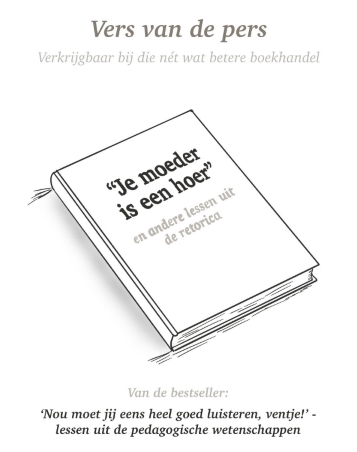 Vers van de pers
Verkrijgbaar bij die nét wat betere boekhandel
“Je moeder
is een hoer”
en andere lessen uit
de retorica
Van de bestseller:
‘Nou moet jij eens heel goed luisteren, ventje!’ -
lessen uit de pedagogische wetenschappen